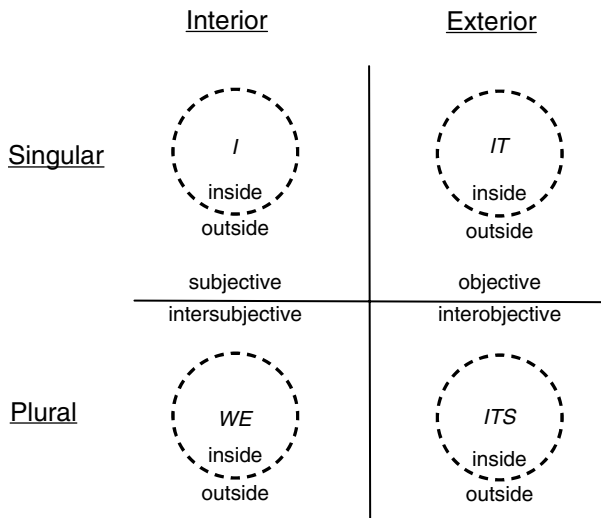 Interior
Exterior
Singular
I
inside
outside
IT
inside
outside
subjective
objective
intersubjective
interobjective
Plural
WE
inside
outside
ITS
inside
outside